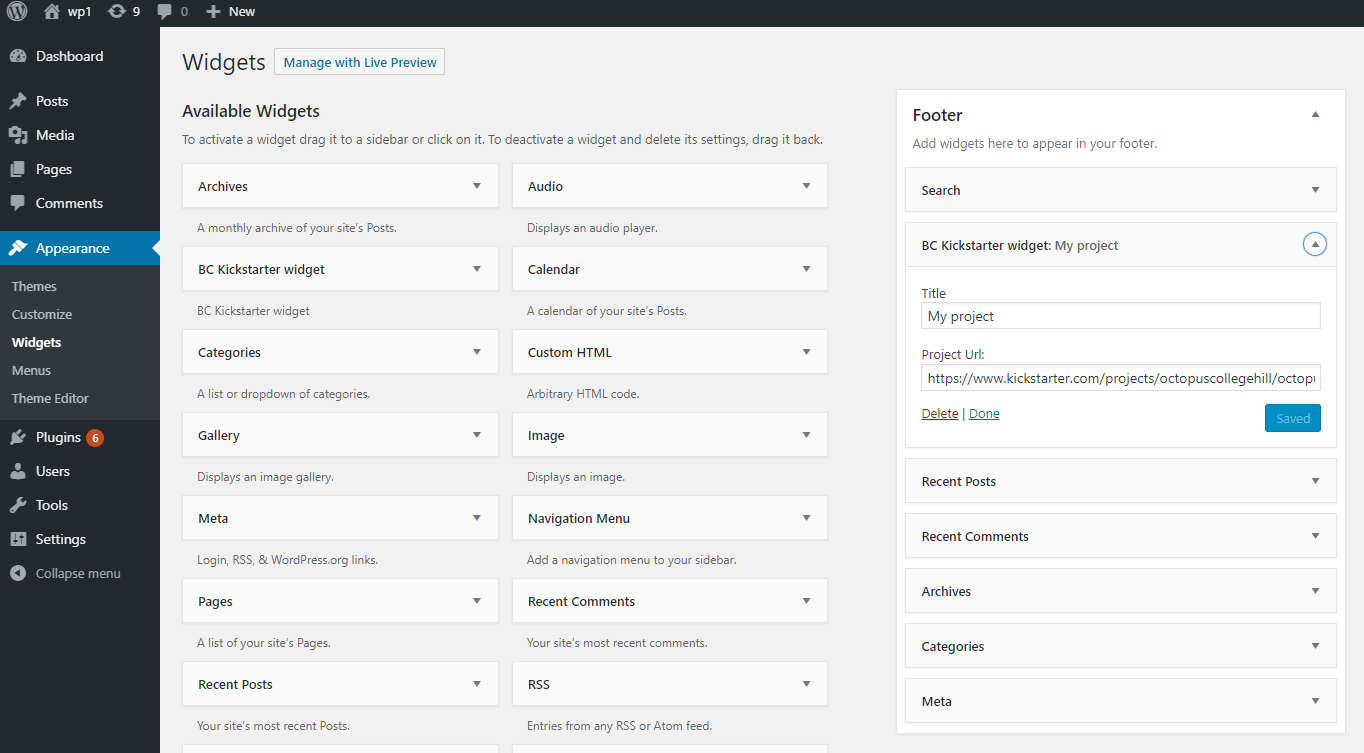 wp1 9 0 New
Dashboard
Posts
Media
Pages
Comments
Appearance
Themes
Customize
Widgets
Menus
Theme Editor
Plugins 6
Users
Tools
Settings
Collapse menu
Widgets Manage with Live Preview
Available Widgets
To activate a widget drag it to a sidebar or click on it. To deactivate a widget and delete its settings, drag it back.
Archives
A monthly archive of your site's Posts.
Audio
Displays an audio player.
BC Kickstarter widget
BC Kickstarter widget
Calendar
A calendar of your site's Posts.
Categories
A list or dropdown of categories.
Custom HTML
Arbitrary HTML code.
Gallery
Displays an image gallery.
Image
Displays an image.
Meta
Login, RSS, & WordPress.org links.
Navigation Menu
Add a navigation menu to your sidebar.
Pages
A list of your site's Pages.
Recent Comments
Your site's most recent comments.
Recent Posts
Your site's most recent Posts.
RSS
Entries from any RSS or Atom feed.
Footer
Add widgets here to appear in your footer.
Search
BC Kickstarter widget: My project
Title
My project
Project Url:
https://www.kickstarter.com/projects/octopuscollegehill/octopu
Delete | Done Saved
Recent Posts
Recent Comments
Archives
Categories
Meta